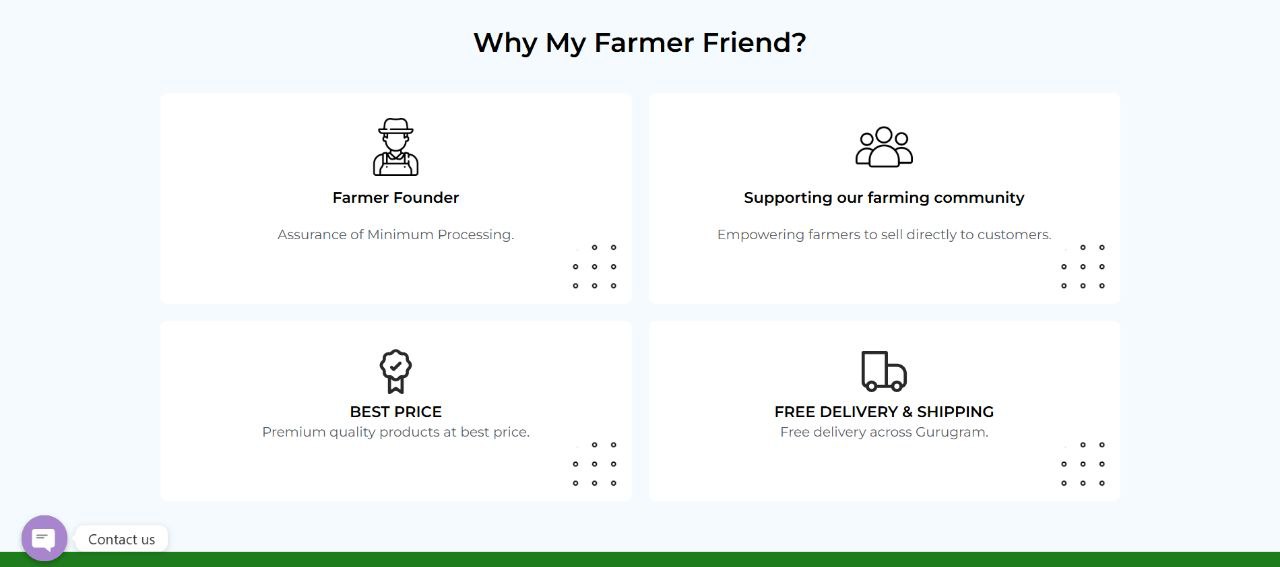 Why My Farmer Friend?
Farmer Founder
Assurance of Minimum Processing.
Supporting our farming community
Empowering farmers to sell directly to customers.
BEST PRICE
Premium quality products at best price.
FREE DELIVERY & SHIPPING
Free delivery across Gurugram.
Contact us